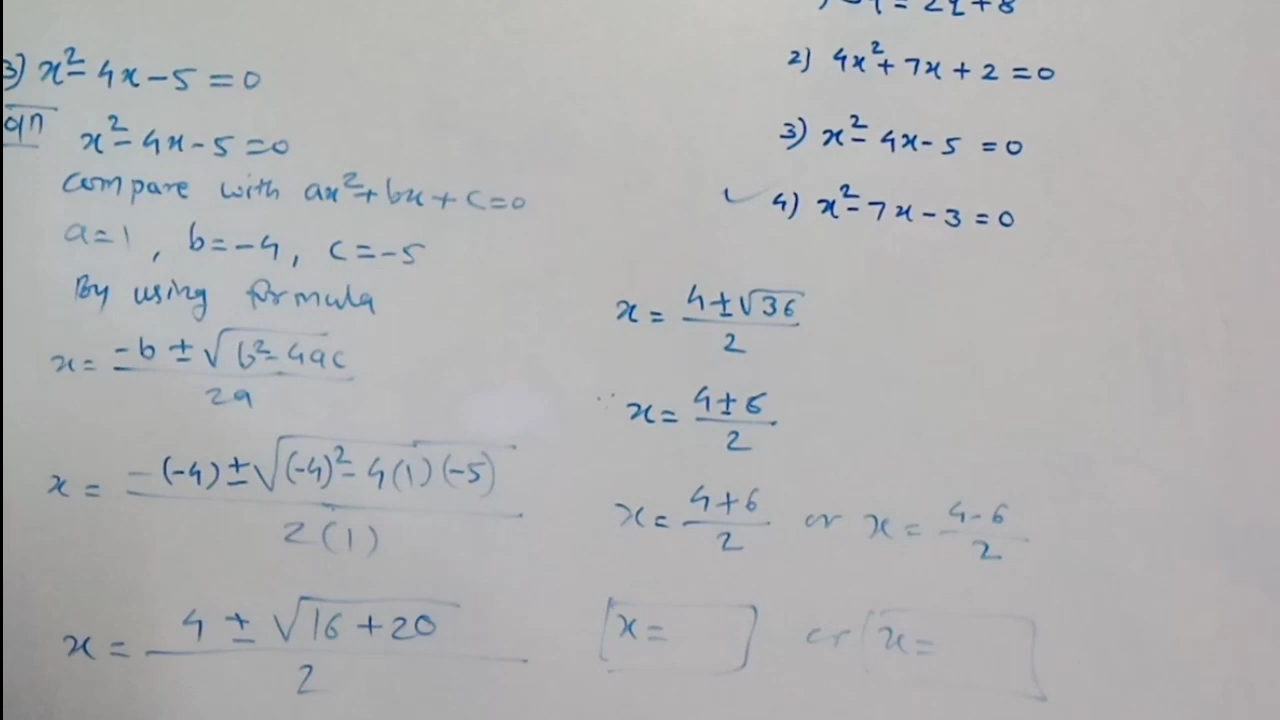 3) x² - 4x - 5 = 0
x² - 4x - 5 = 0
Compare with ax² + bx + c = 0
a = 1 , b = -4 , c = -5
By using formula
x = (-b ± √(b² - 4ac)) / 2a
x = (-(-4) ± √((-4)² - 4(1)(-5))) / 2(1)
x = (4 ± √(16 + 20)) / 2
= 2q + 8
2) 4x² + 7x + 2 = 0
3) x² - 4x - 5 = 0
✓ 4) x² - 7x - 3 = 0
x = (4 ± √36) / 2
∴ x = (4 ± 6) / 2
x = (4 + 6) / 2 or x = (4 - 6) / 2
x = or x =